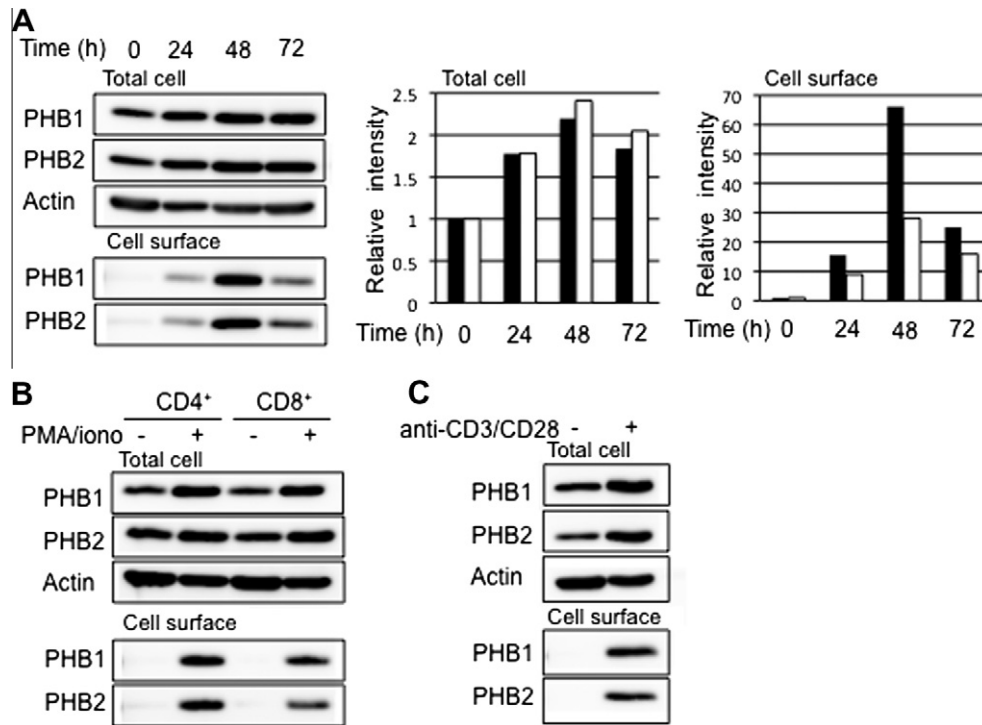 A
Time (h) 0 24 48 72
Total cell
PHB1
PHB2
Actin
Cell surface
PHB1
PHB2
Total cell
Relative intensity
2.5
2
1.5
1
0.5
0
Time (h) 0 24 48 72
Cell surface
Relative intensity
70
60
50
40
30
20
10
0
Time (h) 0 24 48 72
B
CD4⁺ CD8⁺
PMA/iono - + - +
Total cell
PHB1
PHB2
Actin
Cell surface
PHB1
PHB2
C
anti-CD3/CD28 - +
Total cell
PHB1
PHB2
Actin
Cell surface
PHB1
PHB2